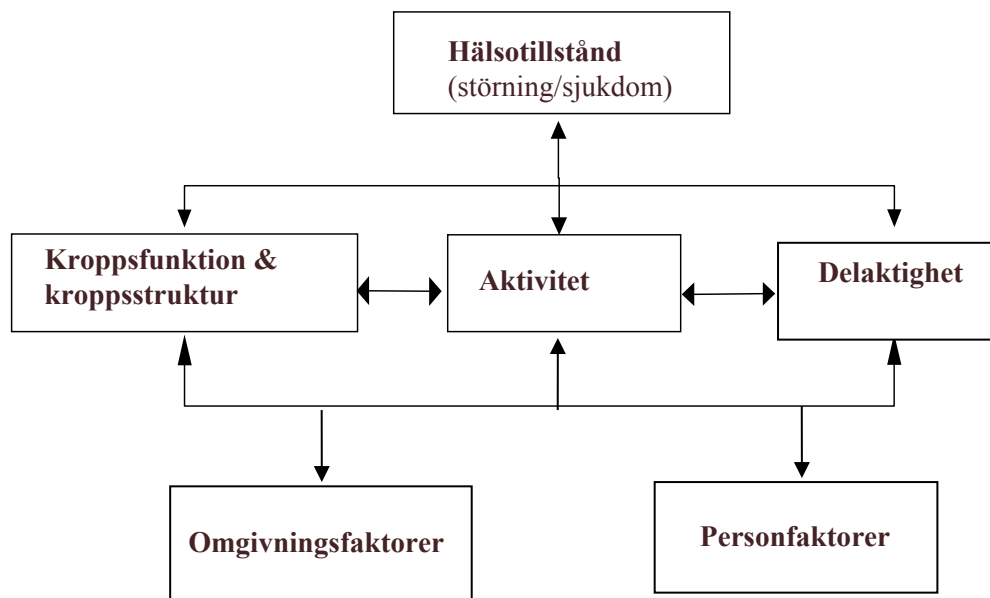 Hälsotillstånd
(störning/sjukdom)
Kroppsfunktion &
kroppsstruktur
Aktivitet
Delaktighet
Omgivningsfaktorer
Personfaktorer